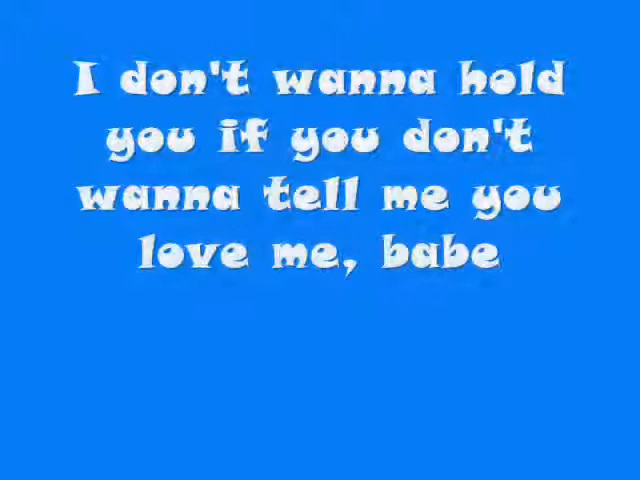 I don't wanna hold
you if you don't
wanna tell me you
love me, babe